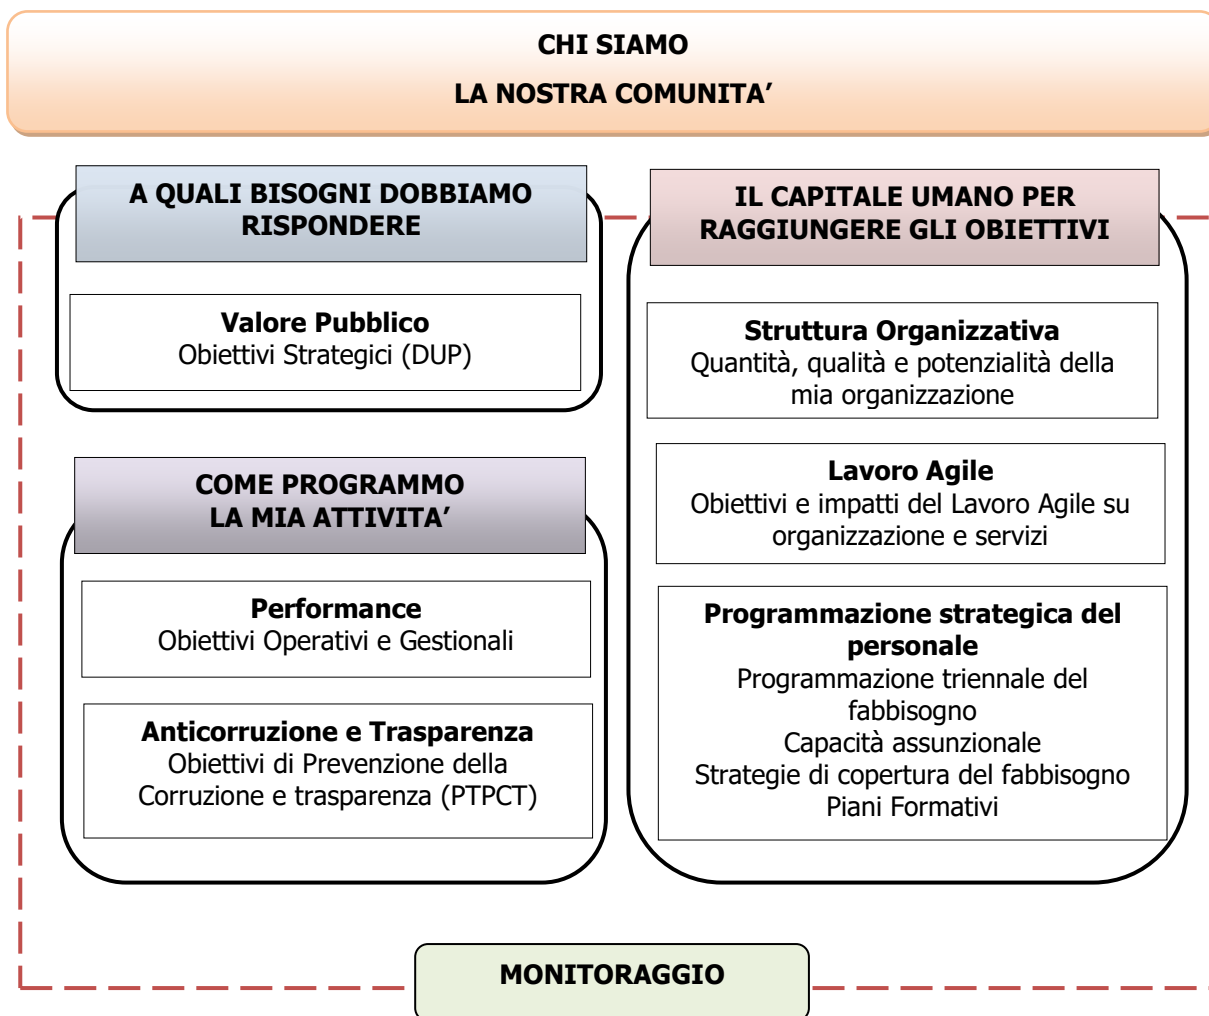 CHI SIAMO
LA NOSTRA COMUNITA’
A QUALI BISOGNI DOBBIAMO
RISPONDERE
Valore Pubblico
Obiettivi Strategici (DUP)
COME PROGRAMMO
LA MIA ATTIVITA’
Performance
Obiettivi Operativi e Gestionali
Anticorruzione e Trasparenza
Obiettivi di Prevenzione della
Corruzione e trasparenza (PTPCT)
IL CAPITALE UMANO PER
RAGGIUNGERE GLI OBIETTIVI
Struttura Organizzativa
Quantità, qualità e potenzialità della
mia organizzazione
Lavoro Agile
Obiettivi e impatti del Lavoro Agile su
organizzazione e servizi
Programmazione strategica del
personale
Programmazione triennale del
fabbisogno
Capacità assunzionale
Strategie di copertura del fabbisogno
Piani Formativi
MONITORAGGIO